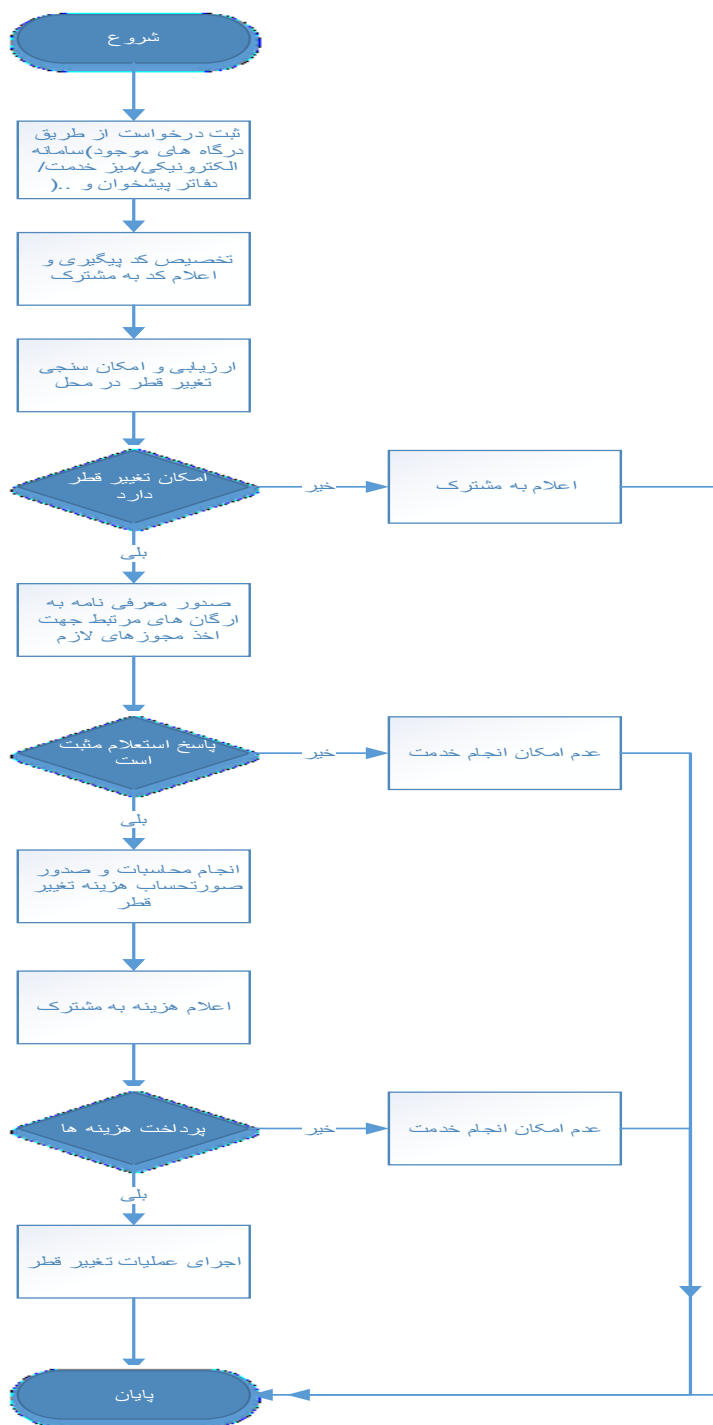 شروع
ثبت درخواست از طریق
درگاه های موجود)سامانه
الکترونیکی/میز خدمت/
دفاتر پیشخوان و ..(
تخصیص کد پیگیری و
اعلام کد به مشترک
ارزیابی و امکان سنجی
تغییر قطر در محل
امکان تغییر قطر
دارد
خیر
اعلام به مشترک
بلی
صدور معرفی نامه به
ارگان های مرتبط جهت
اخذ مجوزهای لازم
پاسخ استعلام مثبت
است
خیر
عدم امکان انجام خدمت
بلی
انجام محاسبات و صدور
صورتحساب هزینه تغییر
قطر
اعلام هزینه به مشترک
پرداخت هزینه ها
خیر
عدم امکان انجام خدمت
بلی
اجرای عملیات تغییر قطر
پایان